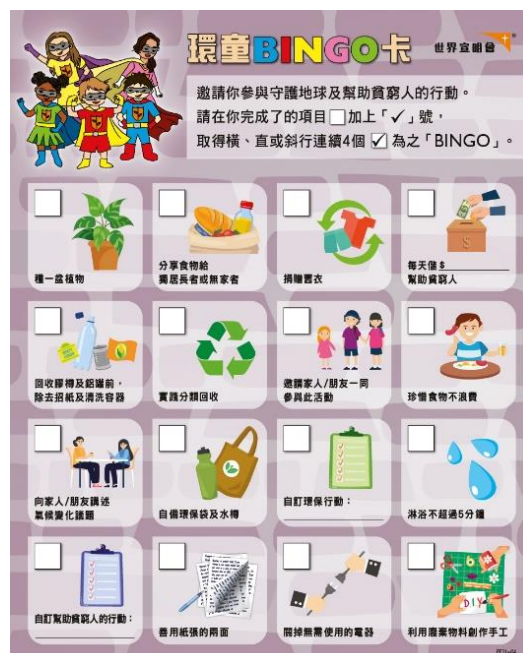 環童BINGO卡
世界宣明會
邀請你參與守護地球及幫助貧窮人的行動。
請在你完成了的項目□加上「✓」號，
取得橫、直或斜行連續4個☑為之「BINGO」。
種一盆植物
分享食物給
獨居長者或無家者
捐贈舊衣
每天儲$__________
幫助貧窮人
回收膠樽及鋁罐前，
除去招紙及清洗容器
實踐分類回收
邀請家人/朋友一同
參與此活動
珍惜食物不浪費
向家人/朋友講述
氣候變化議題
自備環保袋及水樽
自訂環保行動：
淋浴不超過5分鐘
自訂幫助貧窮人的行動：
善用紙張的兩面
關掉無需使用的電器
DIY
利用廢棄物料創作手工